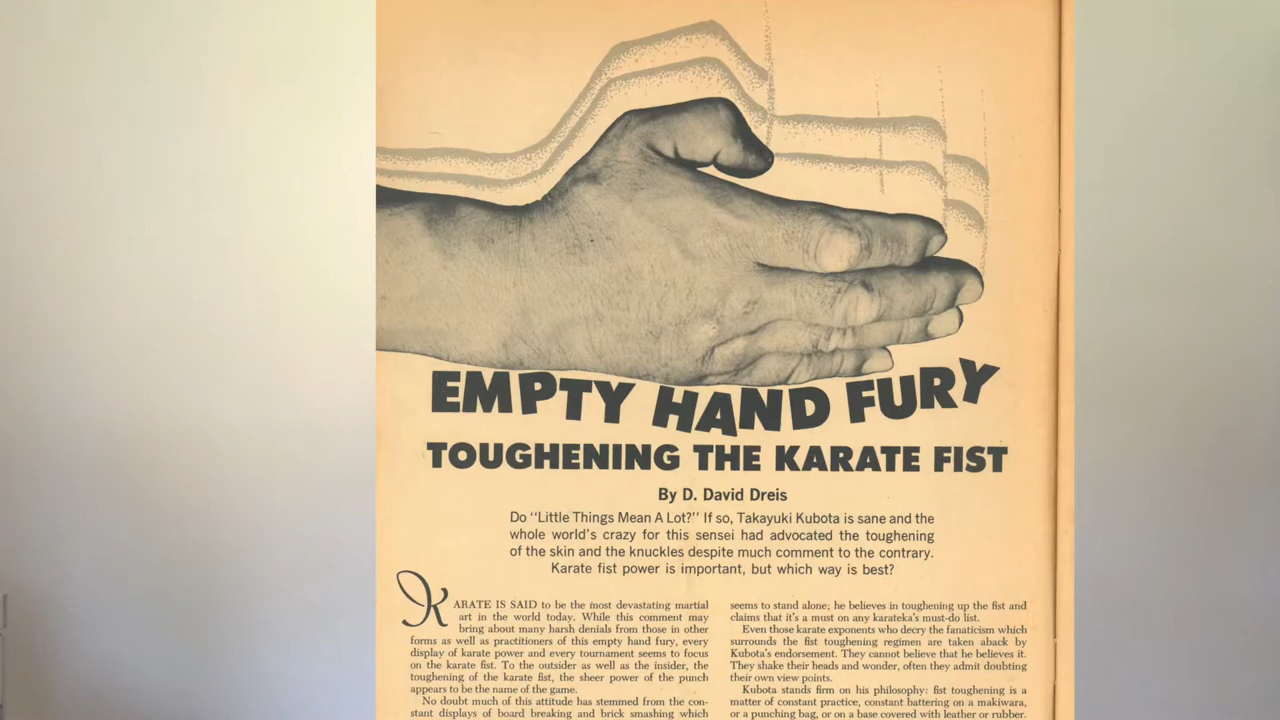 EMPTY HAND FURY
TOUGHENING THE KARATE FIST
By D. David Dreis
Do "Little Things Mean A Lot?" If so, Takayuki Kubota is sane and the
whole world's crazy for this sensei had advocated the toughening
of the skin and the knuckles despite much comment to the contrary.
Karate fist power is important, but which way is best?
KARATE IS SAID to be the most devastating martial
art in the world today. While this comment may
bring about many harsh denials from those in other
forms as well as practitioners of this empty hand fury, every
display of karate power and every tournament seems to focus
on the karate fist. To the outsider as well as the insider, the
toughening of the karate fist, the sheer power of the punch
appears to be the name of the game.
No doubt much of this attitude has stemmed from the con-
stant displays of board breaking and brick smashing which
seems to stand alone; he believes in toughening up the fist and
claims that it's a must on any karateka's must-do list.
Even those karate exponents who decry the fanaticism which
surrounds the fist toughening regimen are taken aback by
Kubota's endorsement. They cannot believe that he believes it.
They shake their heads and wonder, often they admit doubting
their own view points.
Kubota stands firm on his philosophy: fist toughening is a
matter of constant practice, constant battering on a makiwara,
or a punching bag, or on a base covered with leather or rubber.